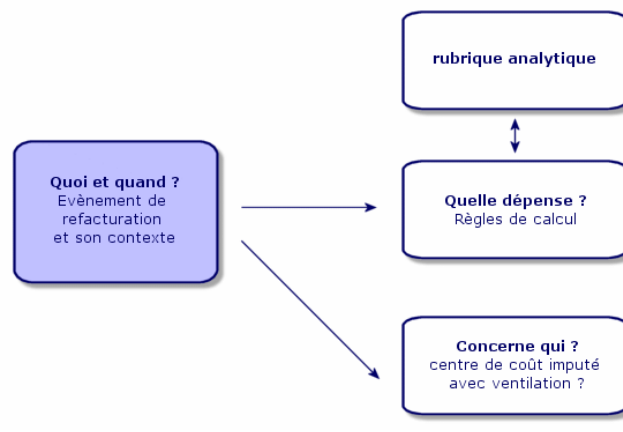 rubrique analytique
Quoi et quand ?
Evènement de
refacturation
et son contexte
Quelle dépense ?
Règles de calcul
Concerne qui ?
centre de coût imputé
avec ventilation ?